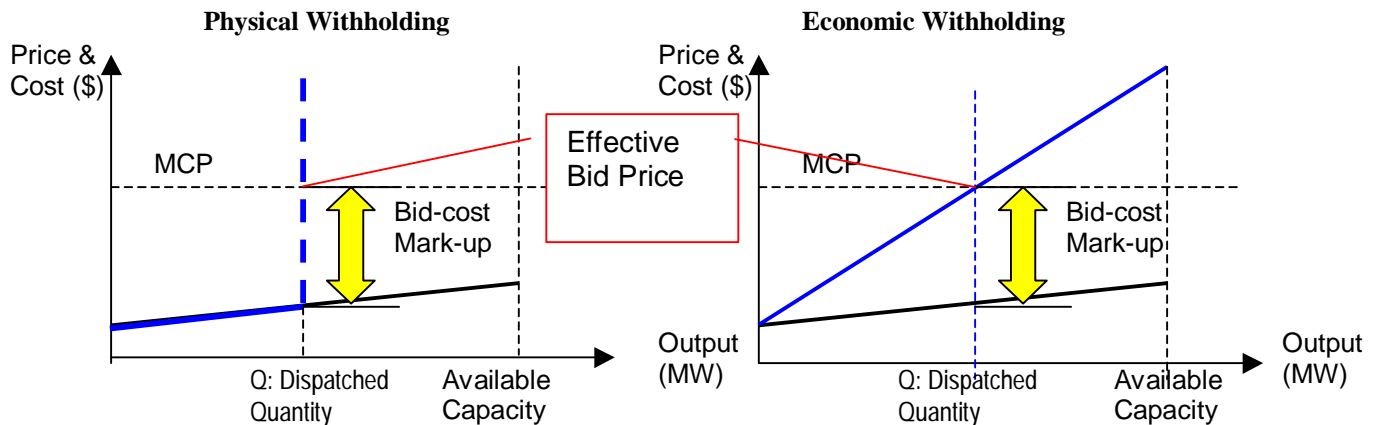 Physical Withholding
Price &
Cost ($)
MCP
Bid-cost
Mark-up
Output
(MW)
Q: Dispatched
Quantity
Available
Capacity
Effective
Bid Price
Economic Withholding
Price &
Cost ($)
MCP
Bid-cost
Mark-up
Output
(MW)
Q: Dispatched
Quantity
Available
Capacity